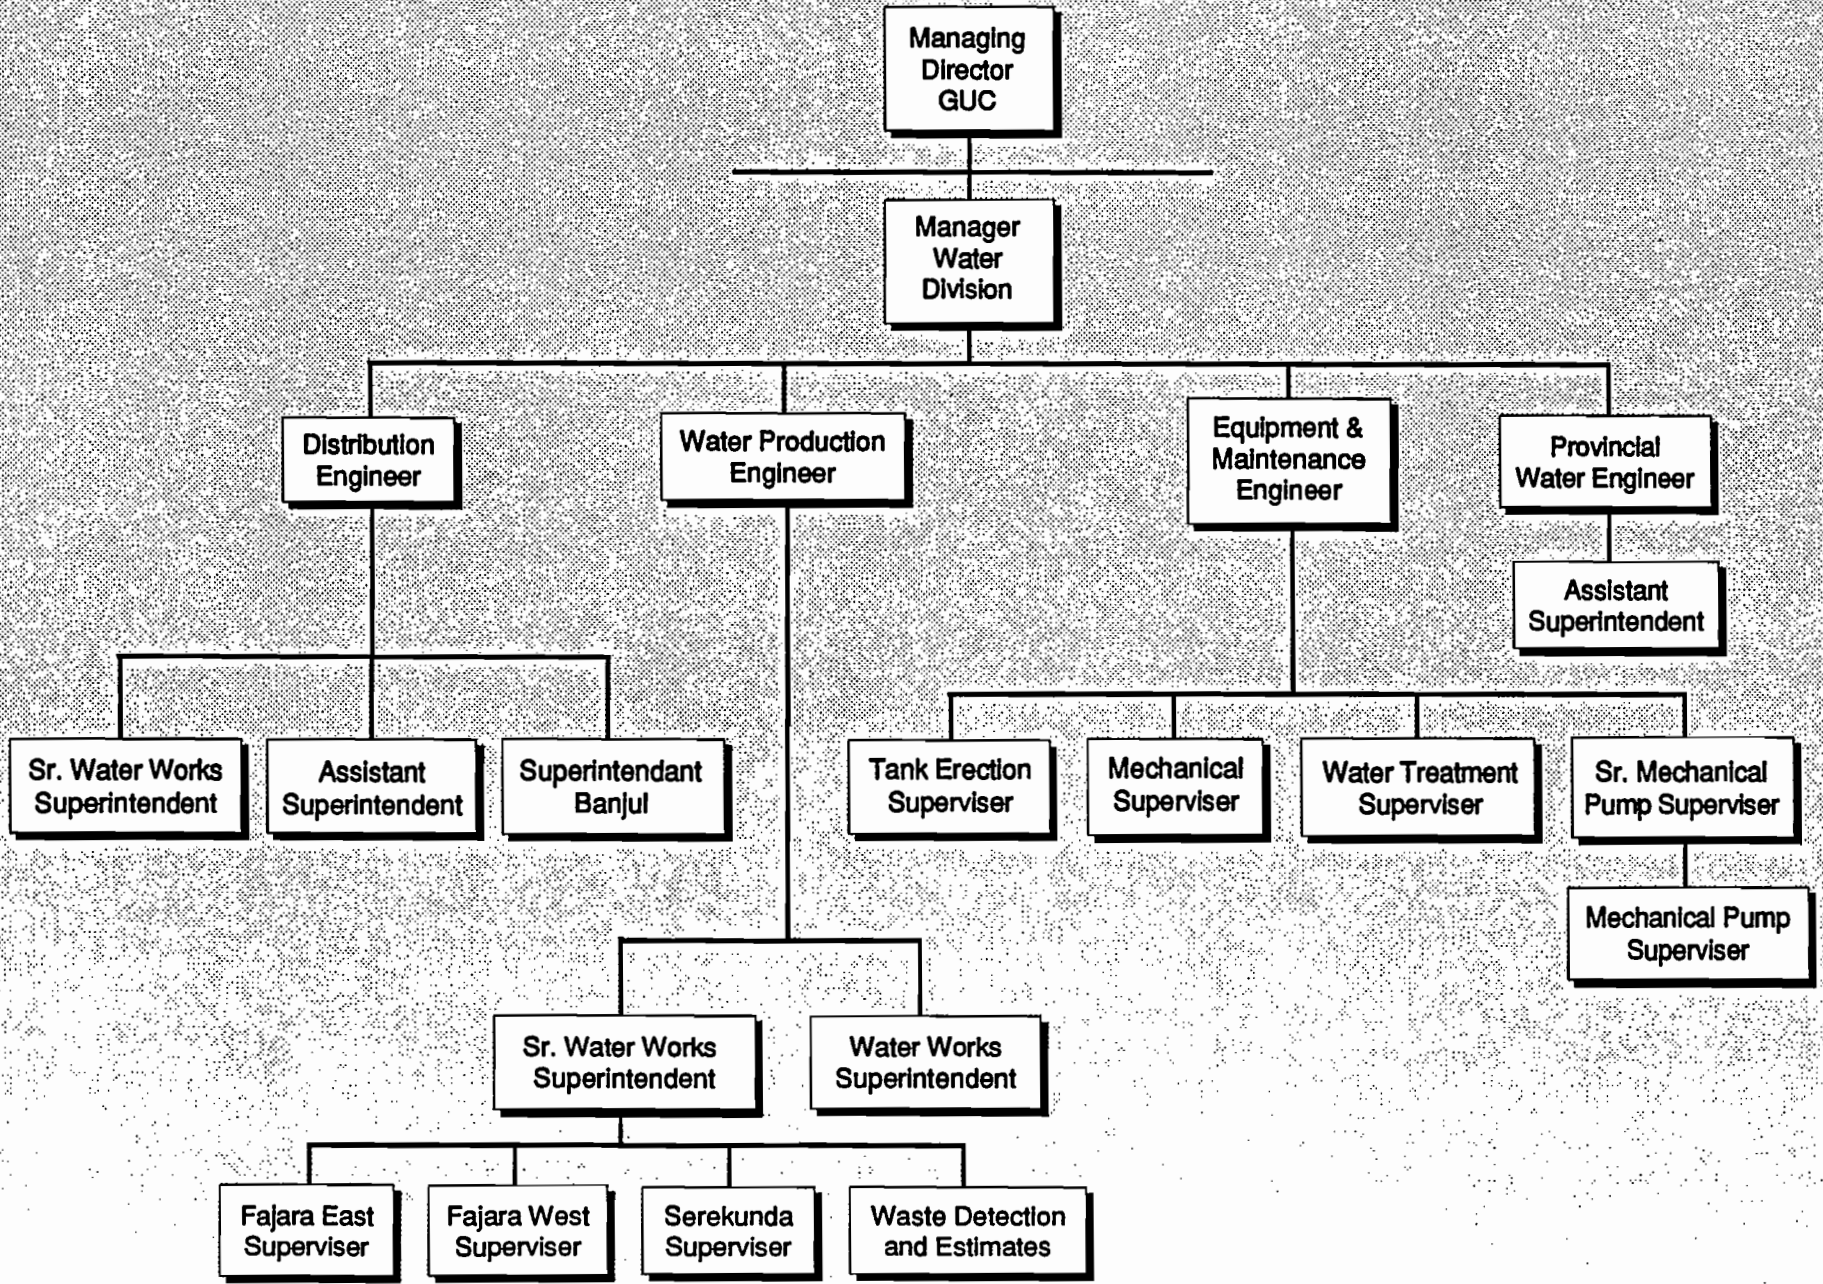 Managing
Director
GUC
Manager
Water
Division
Distribution
Engineer
Water Production
Engineer
Equipment &
Maintenance
Engineer
Provincial
Water Engineer
Assistant
Superintendent
Sr. Water Works
Superintendent
Assistant
Superintendent
Superintendant
Banjul
Tank Erection
Superviser
Mechanical
Superviser
Water Treatment
Superviser
Sr. Mechanical
Pump Superviser
Mechanical Pump
Superviser
Sr. Water Works
Superintendent
Water Works
Superintendent
Fajara East
Superviser
Fajara West
Superviser
Serekunda
Superviser
Waste Detection
and Estimates